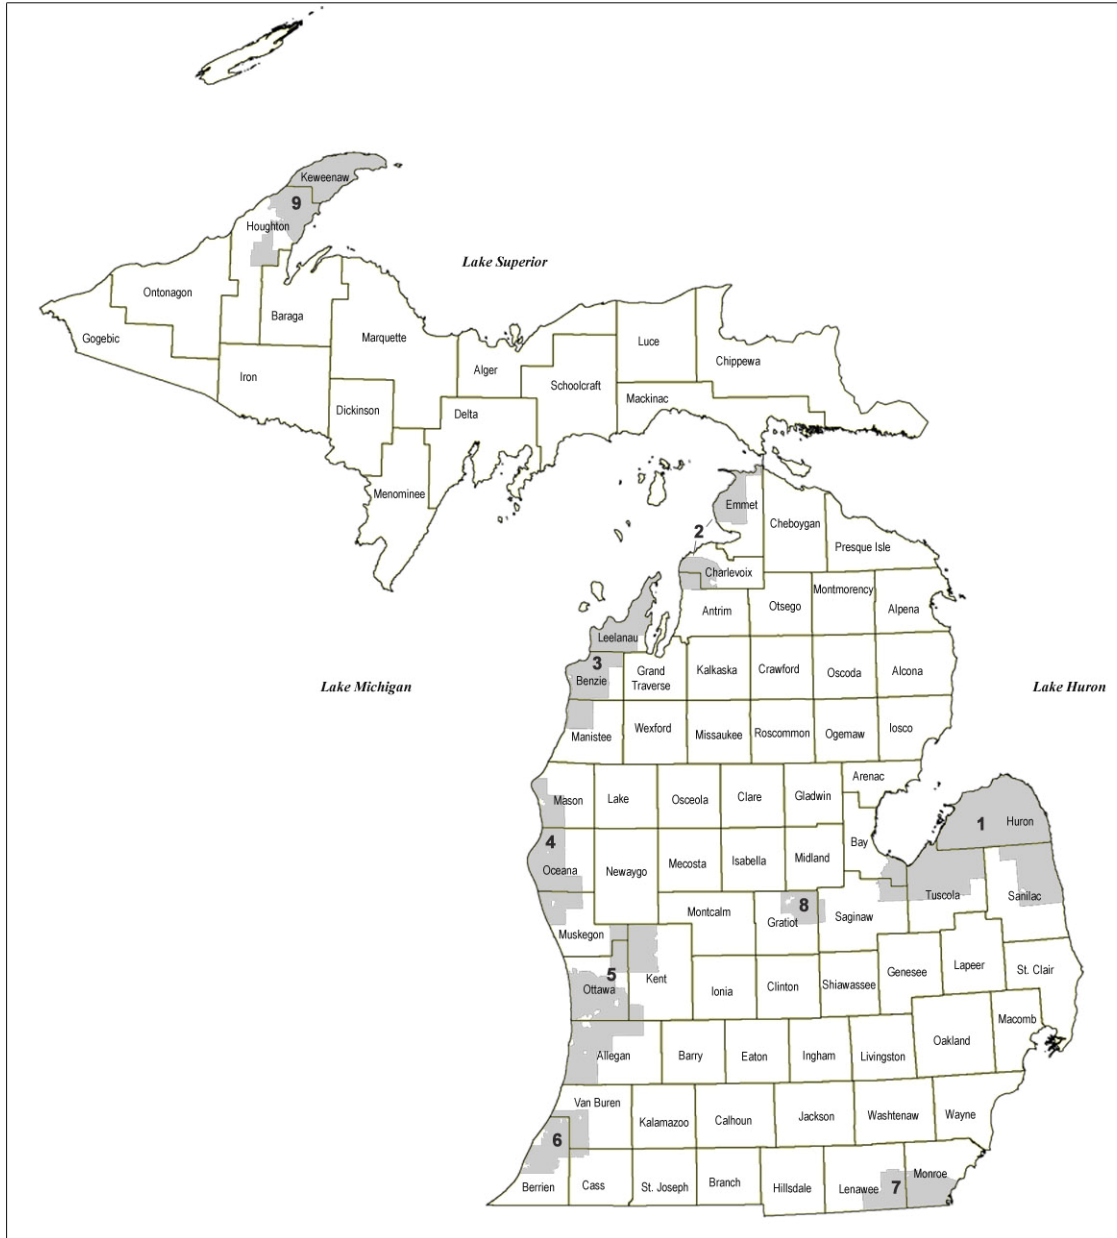 Keweenaw
9
Houghton
Lake Superior
Ontonagon
Baraga
Gogebic
Marquette
Luce
Alger
Chippewa
Iron
Schoolcraft
Mackinac
Dickinson
Delta
Menominee
Emmet
2
Cheboygan
Presque Isle
Charlevoix
Montmorency
Antrim
Otsego
Alpena
Leelanau
3
Grand
Traverse
Kalkaska
Crawford
Oscoda
Alcona
Benzie
Lake Michigan
Lake Huron
Manistee
Wexford
Missaukee
Roscommon
Ogemaw
Iosco
Arenac
Mason
Lake
Osceola
Clare
Gladwin
1
Huron
4
Bay
Oceana
Newaygo
Mecosta
Isabella
Midland
Tuscola
Sanilac
8
Montcalm
Gratiot
Saginaw
Muskegon
5
Kent
Ottawa
Ionia
Clinton
Shiawassee
Genesee
Lapeer
St. Clair
Macomb
Oakland
Allegan
Barry
Eaton
Ingham
Livingston
Van Buren
Kalamazoo
Calhoun
Jackson
Washtenaw
Wayne
6
Berrien
Cass
St. Joseph
Branch
Hillsdale
Lenawee
7
Monroe